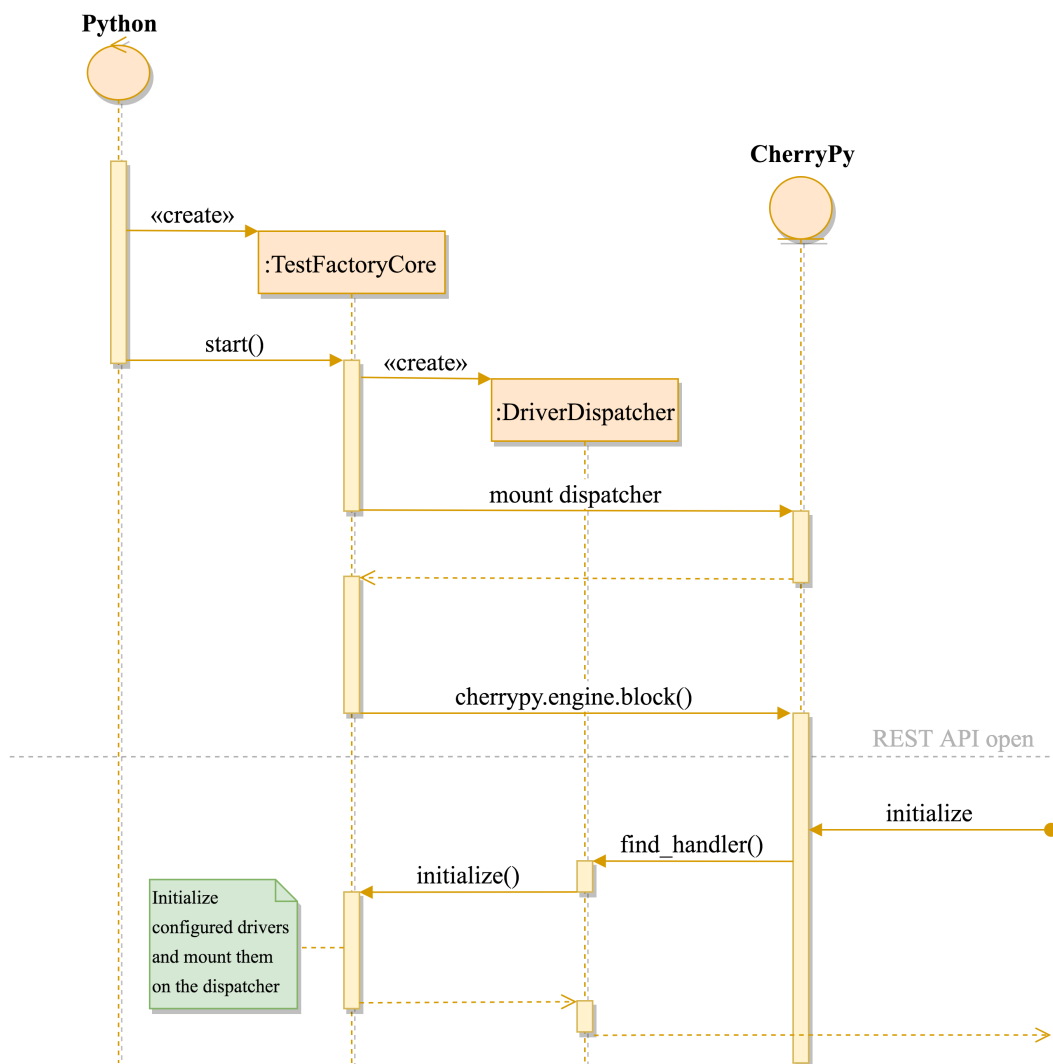 Python
CherryPy
«create»
:TestFactoryCore
start()
«create»
:DriverDispatcher
mount dispatcher
cherrypy.engine.block()
REST API open
initialize
find_handler()
initialize()
Initialize
configured drivers
and mount them
on the dispatcher